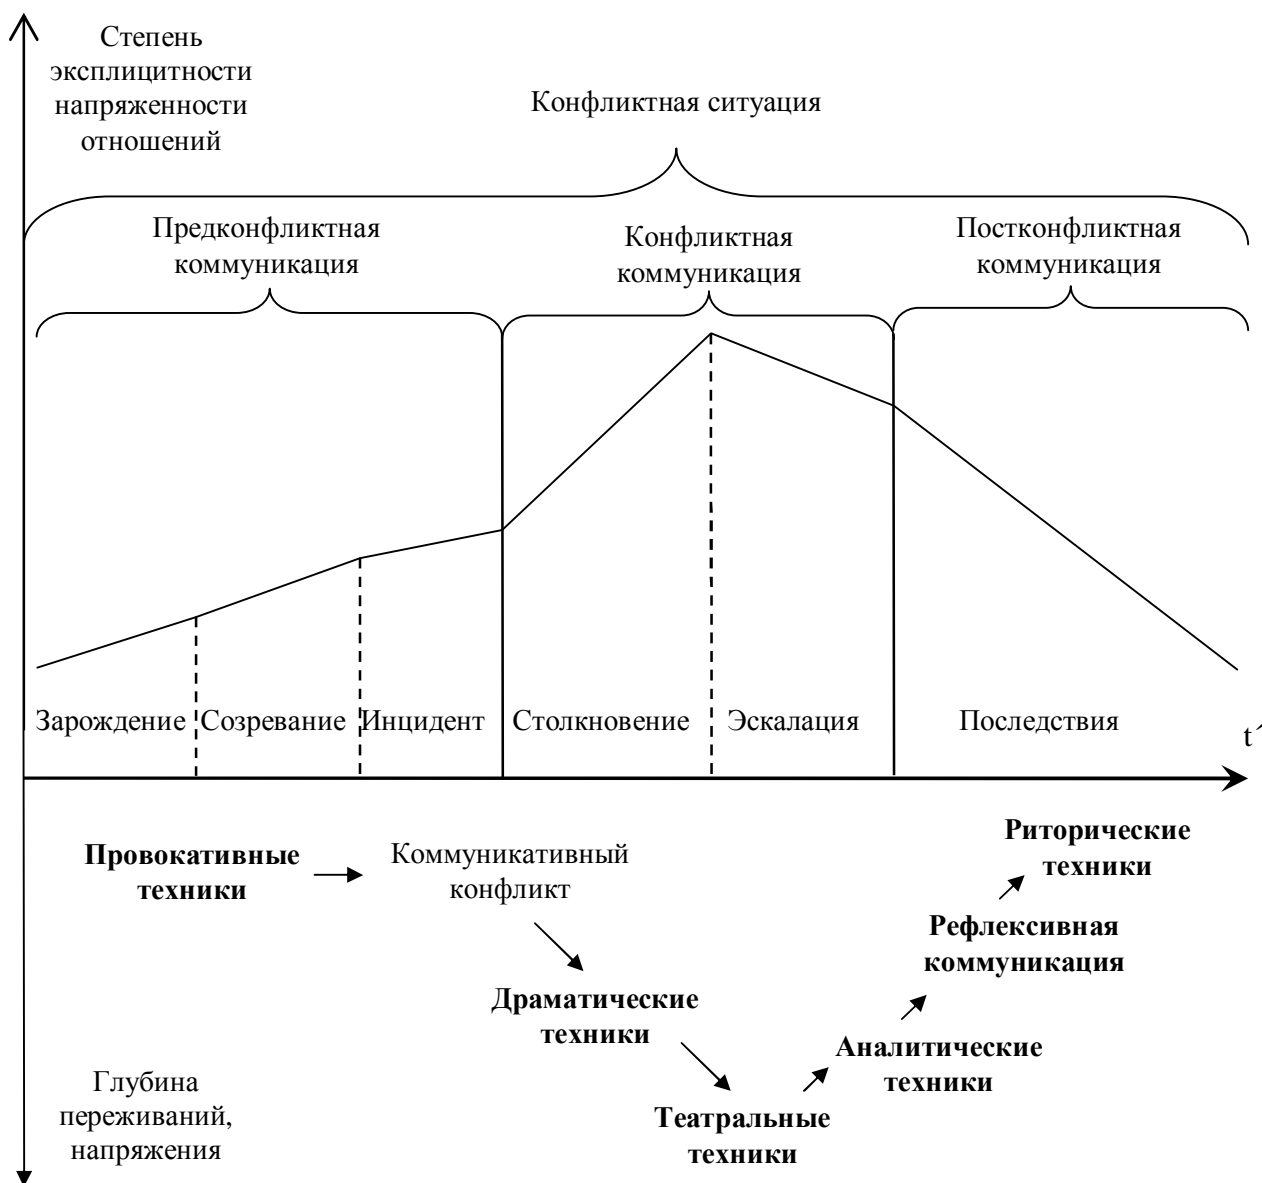 Степень
эксплицитности
напряженности
отношений
Конфликтная ситуация
Предконфликтная
коммуникация
Конфликтная
коммуникация
Постконфликтная
коммуникация
Зарождение
Созревание
Инцидент
Столкновение
Эскалация
Последствия
t´
Провокативные
техники
Коммуникативный
конфликт
Драматические
техники
Театральные
техники
Аналитические
техники
Рефлексивная
коммуникация
Риторические
техники
Глубина
переживаний,
напряжения